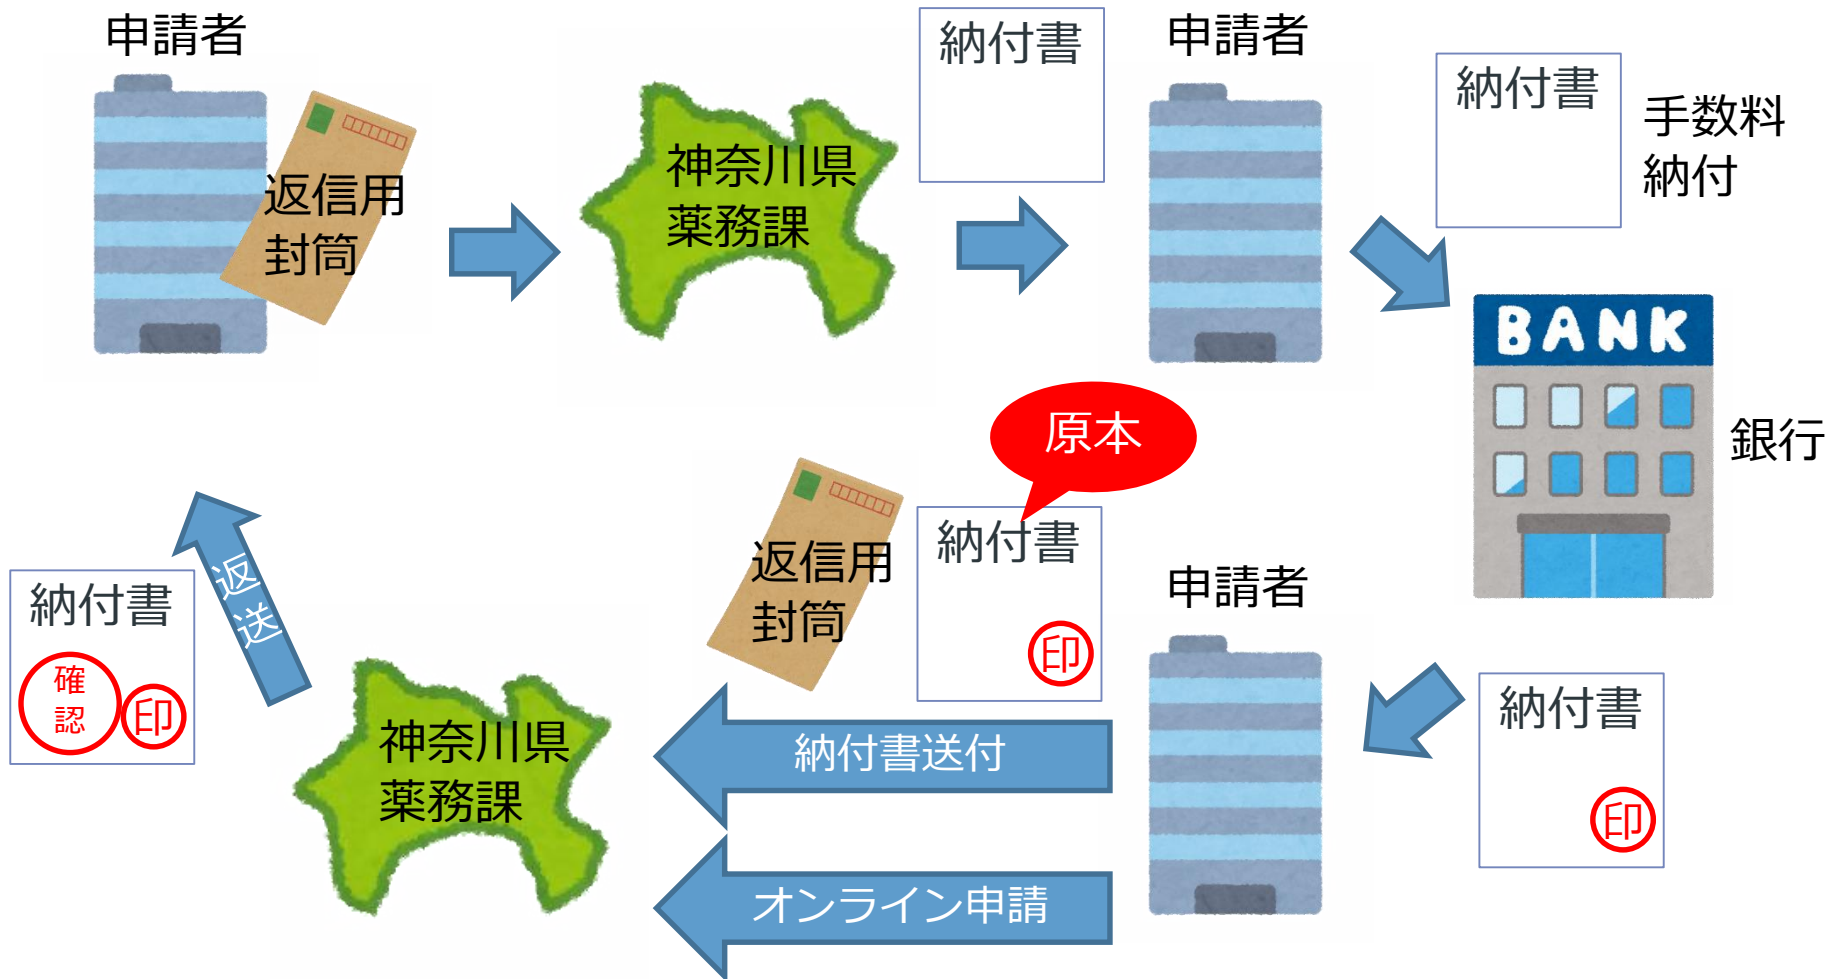 申請者
返信用
封筒
神奈川県
薬務課
納付書
申請者
納付書
手数料
納付
BANK
銀行
原本
返信用
封筒
納付書
印
申請者
納付書
印
納付書送付
オンライン申請
神奈川県
薬務課
返送
納付書
確認
印